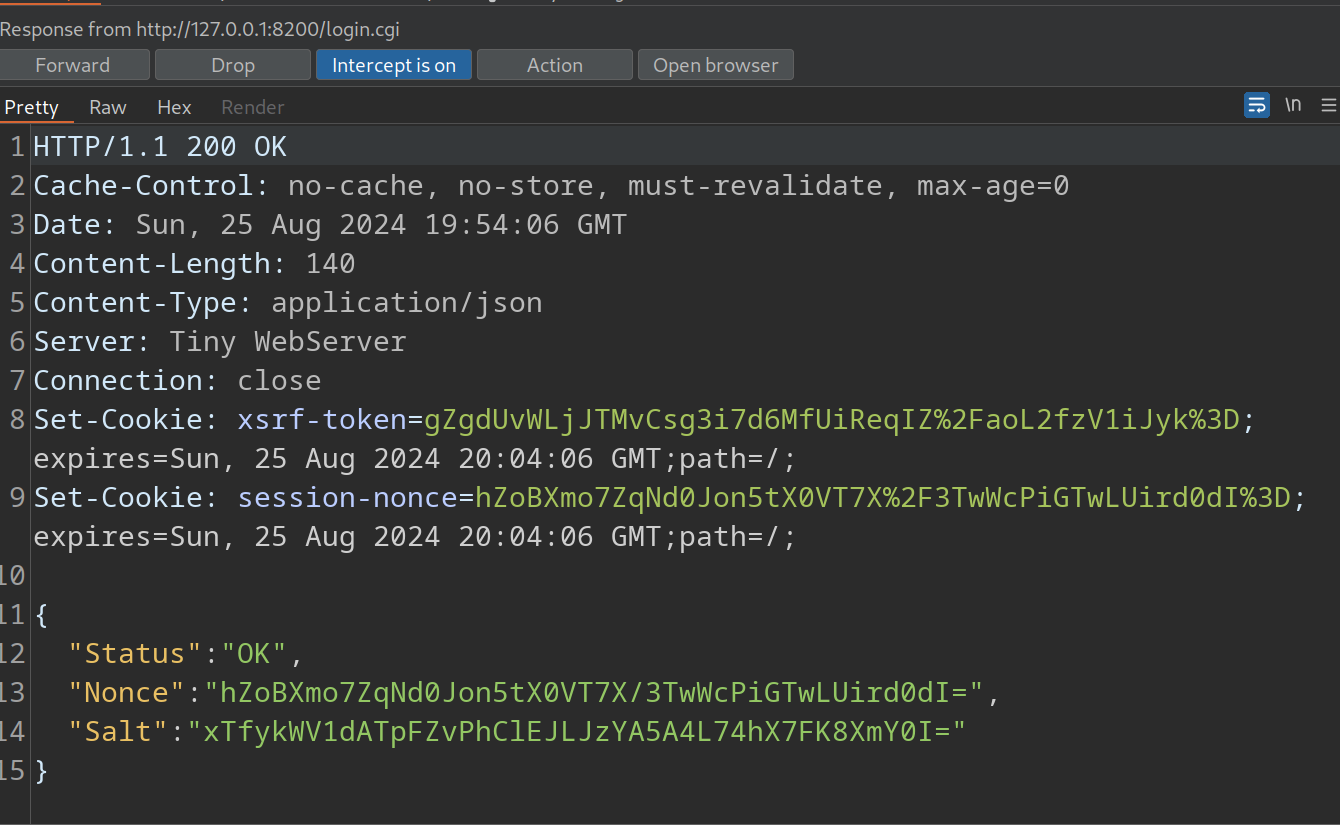 Response from http://127.0.0.1:8200/login.cgi
Forward Drop Intercept is on Action Open browser
Pretty Raw Hex Render \n
1 HTTP/1.1 200 OK
2 Cache-Control: no-cache, no-store, must-revalidate, max-age=0
3 Date: Sun, 25 Aug 2024 19:54:06 GMT
4 Content-Length: 140
5 Content-Type: application/json
6 Server: Tiny WebServer
7 Connection: close
8 Set-Cookie: xsrf-token=gZgdUvWLjJTMvCsg3i7d6MfUiReqIZ%2FaoL2fzV1iJyk%3D;
expires=Sun, 25 Aug 2024 20:04:06 GMT;path=/;
9 Set-Cookie: session-nonce=hZoBXmo7ZqNd0Jon5tX0VT7X%2F3TwWcPiGTwLUird0dI%3D;
expires=Sun, 25 Aug 2024 20:04:06 GMT;path=/;
10
11 {
12 "Status":"OK",
13 "Nonce":"hZoBXmo7ZqNd0Jon5tX0VT7X/3TwWcPiGTwLUird0dI=",
14 "Salt":"xTfykWV1dATpFZvPhClEJLJzYA5A4L74hX7FK8XmY0I="
15 }